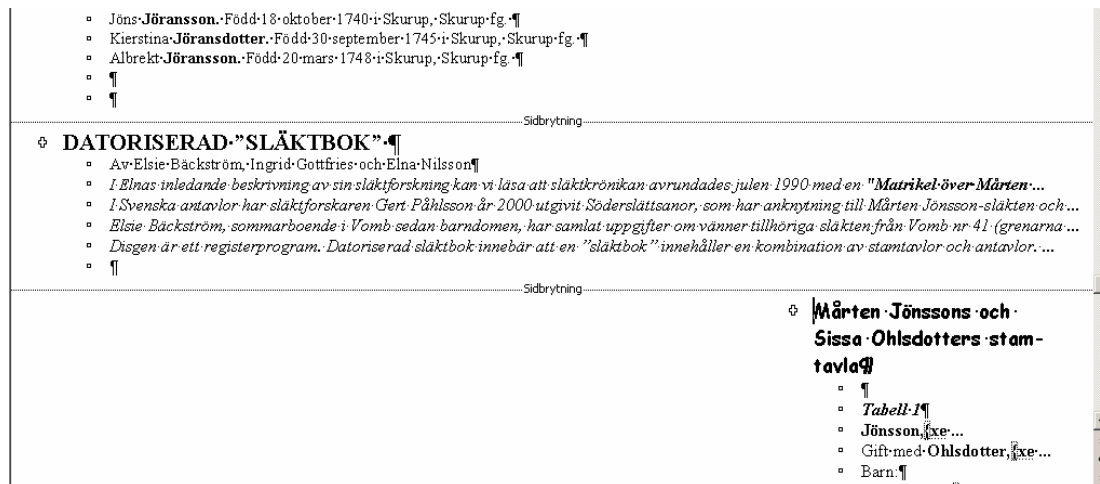 Jöns Jöransson. Född 18 oktober 1740 i Skurup, Skurup fg. ¶
Kierstina Jöransdotter. Född 30 september 1745 i Skurup, Skurup fg. ¶
Albrekt Jöransson. Född 20 mars 1748 i Skurup, Skurup fg. ¶
¶
¶
Sidbrytning
DATORISERAD ”SLÄKTBOK” ¶
Av Elsie Bäckström, Ingrid Gottfries och Elna Nilsson¶
I Elnas inledande beskrivning av sin släktforskning kan vi läsa att släktkrönikan avrundades julen 1990 med en "Matrikel över Mårten ...
I Svenska antavlor har släktforskaren Gert Påhlsson år 2000 utgivit Söderslättsanor, som har anknytning till Mårten Jönsson-släkten och ...
Elsie Bäckström, sommarboende i Vomb sedan barndomen, har samlat uppgifter om vänner tillhöriga släkten från Vomb nr 41 (grenarna ...
Disgen är ett registerprogram. Datoriserad släktbok innebär att en ”släktbok” innehåller en kombination av stamtavlor och antavlor. ...
¶
Sidbrytning
Mårten Jönssons och
Sissa Ohlsdotters stam-
tavla¶
¶
Tabell 1¶
Jönsson,{xe ...
Gift med Ohlsdotter,{xe ...
Barn:¶